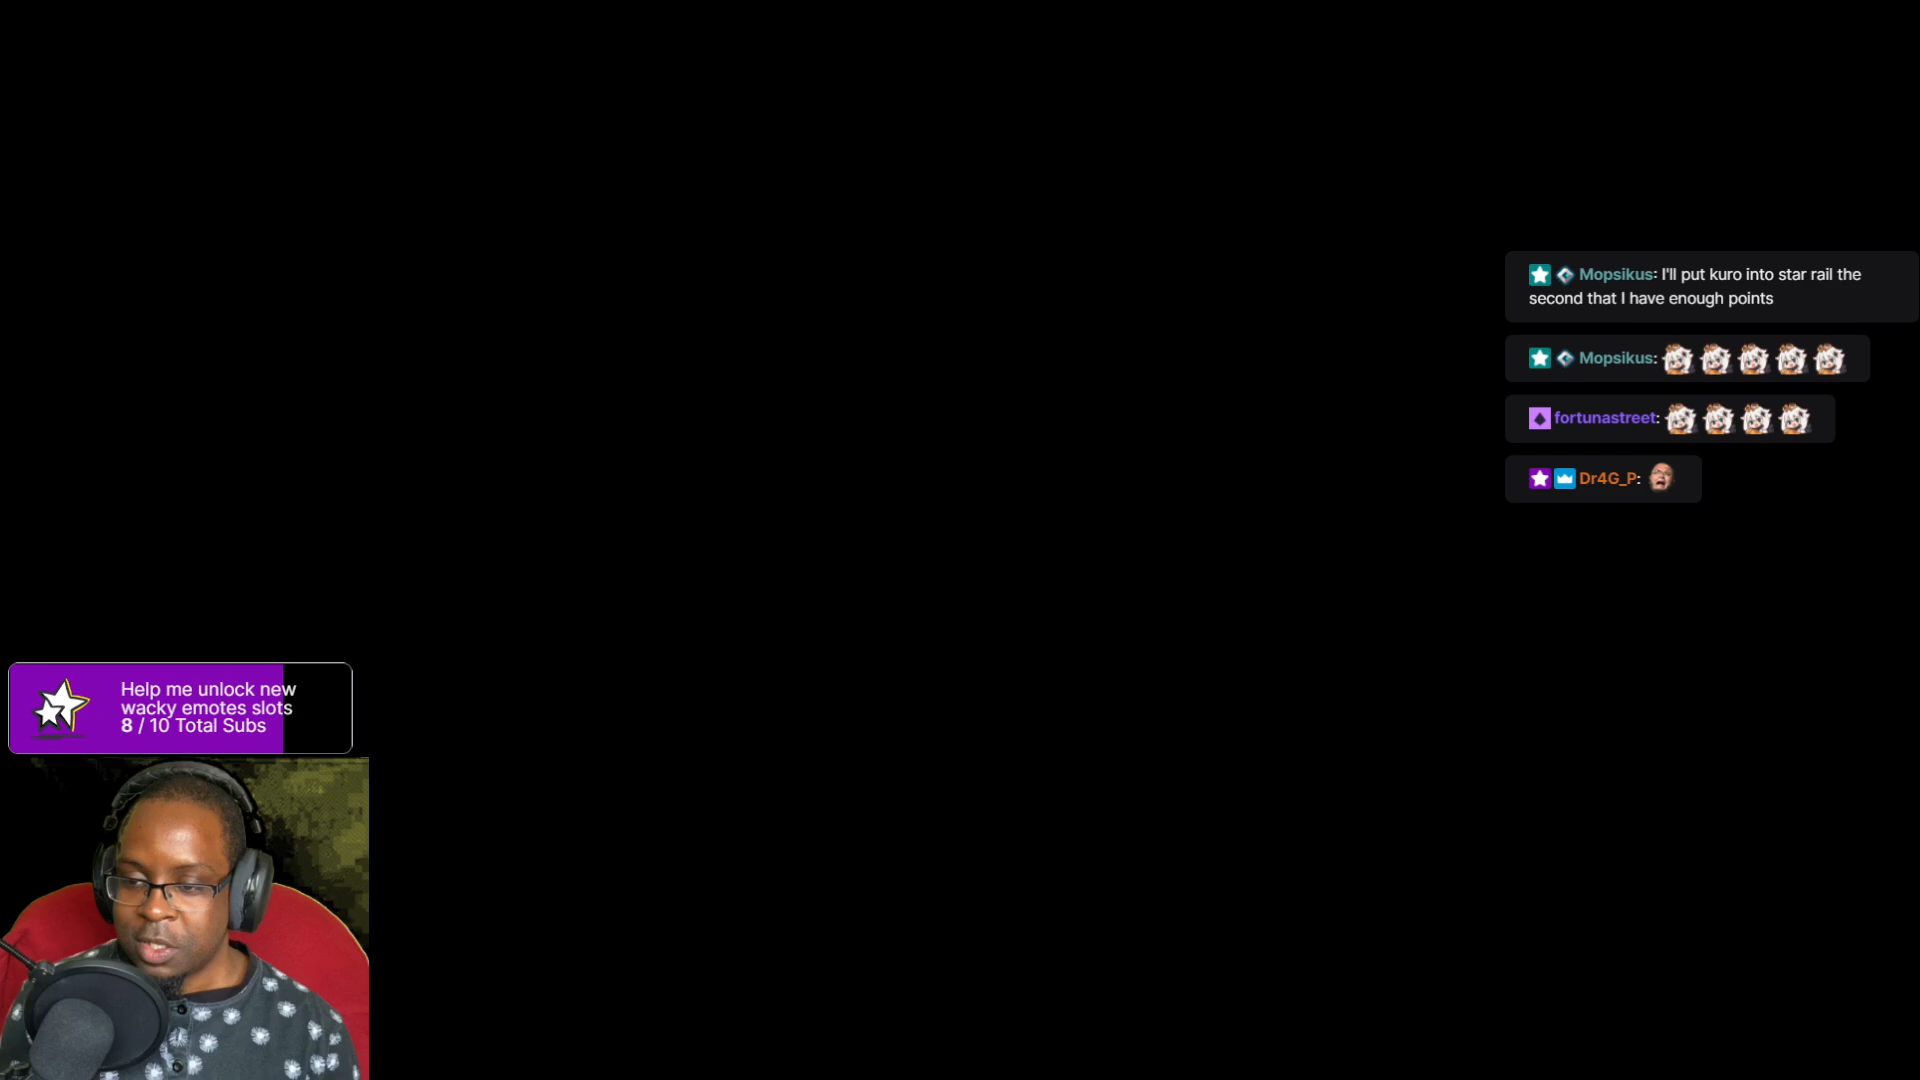 Mopsikus: I'll put kuro into star rail the
second that I have enough points
Mopsikus:
fortunastreet:
Dr4G_P:
Help me unlock new
wacky emotes slots
8 / 10 Total Subs